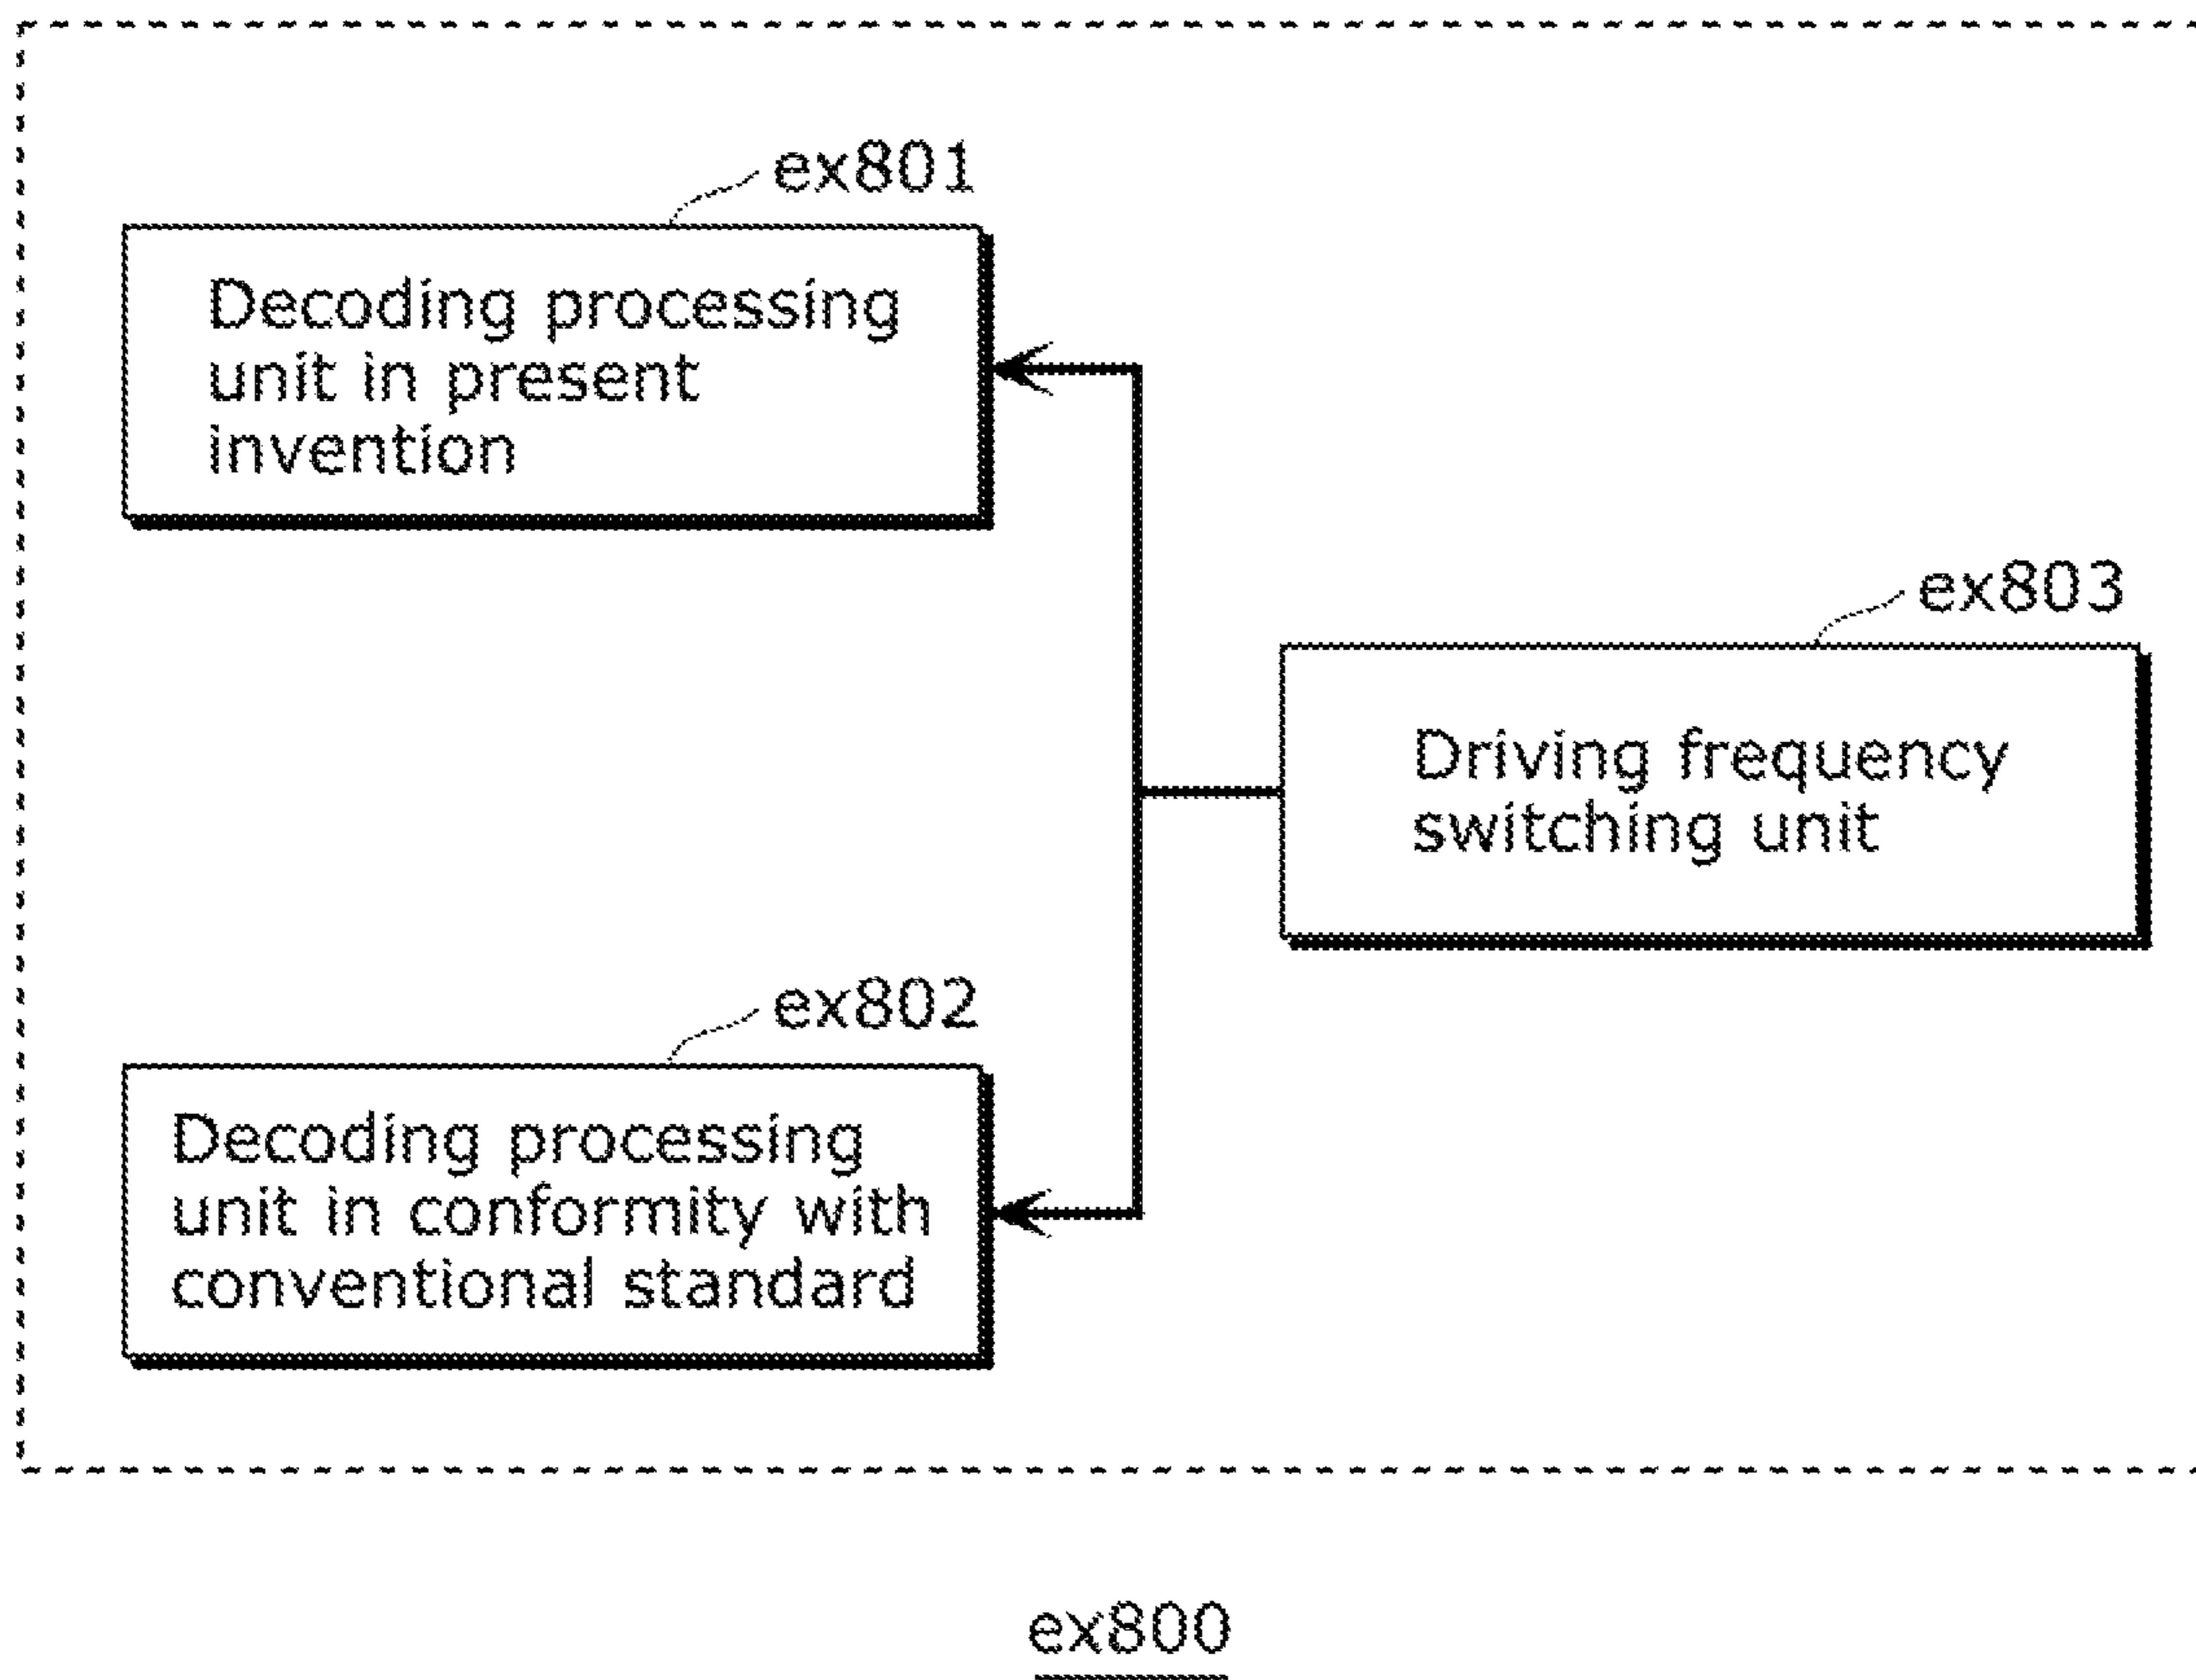 ex801
Decoding processing
unit in present
invention
ex803
Driving frequency
switching unit
ex802
Decoding processing
unit in conformity with
conventional standard
ex800